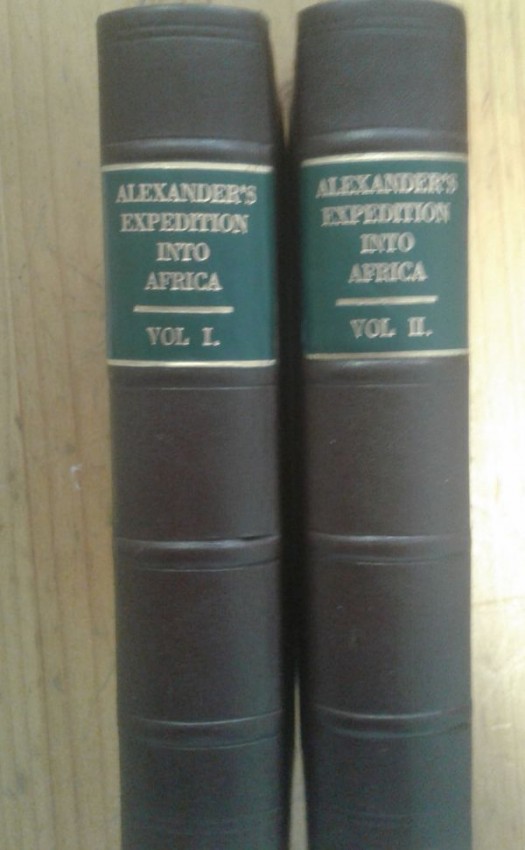 ALEXANDER'S
EXPEDITION
INTO
AFRICA
VOL I.
ALEXANDER'S
EXPEDITION
INTO
AFRICA
VOL II.